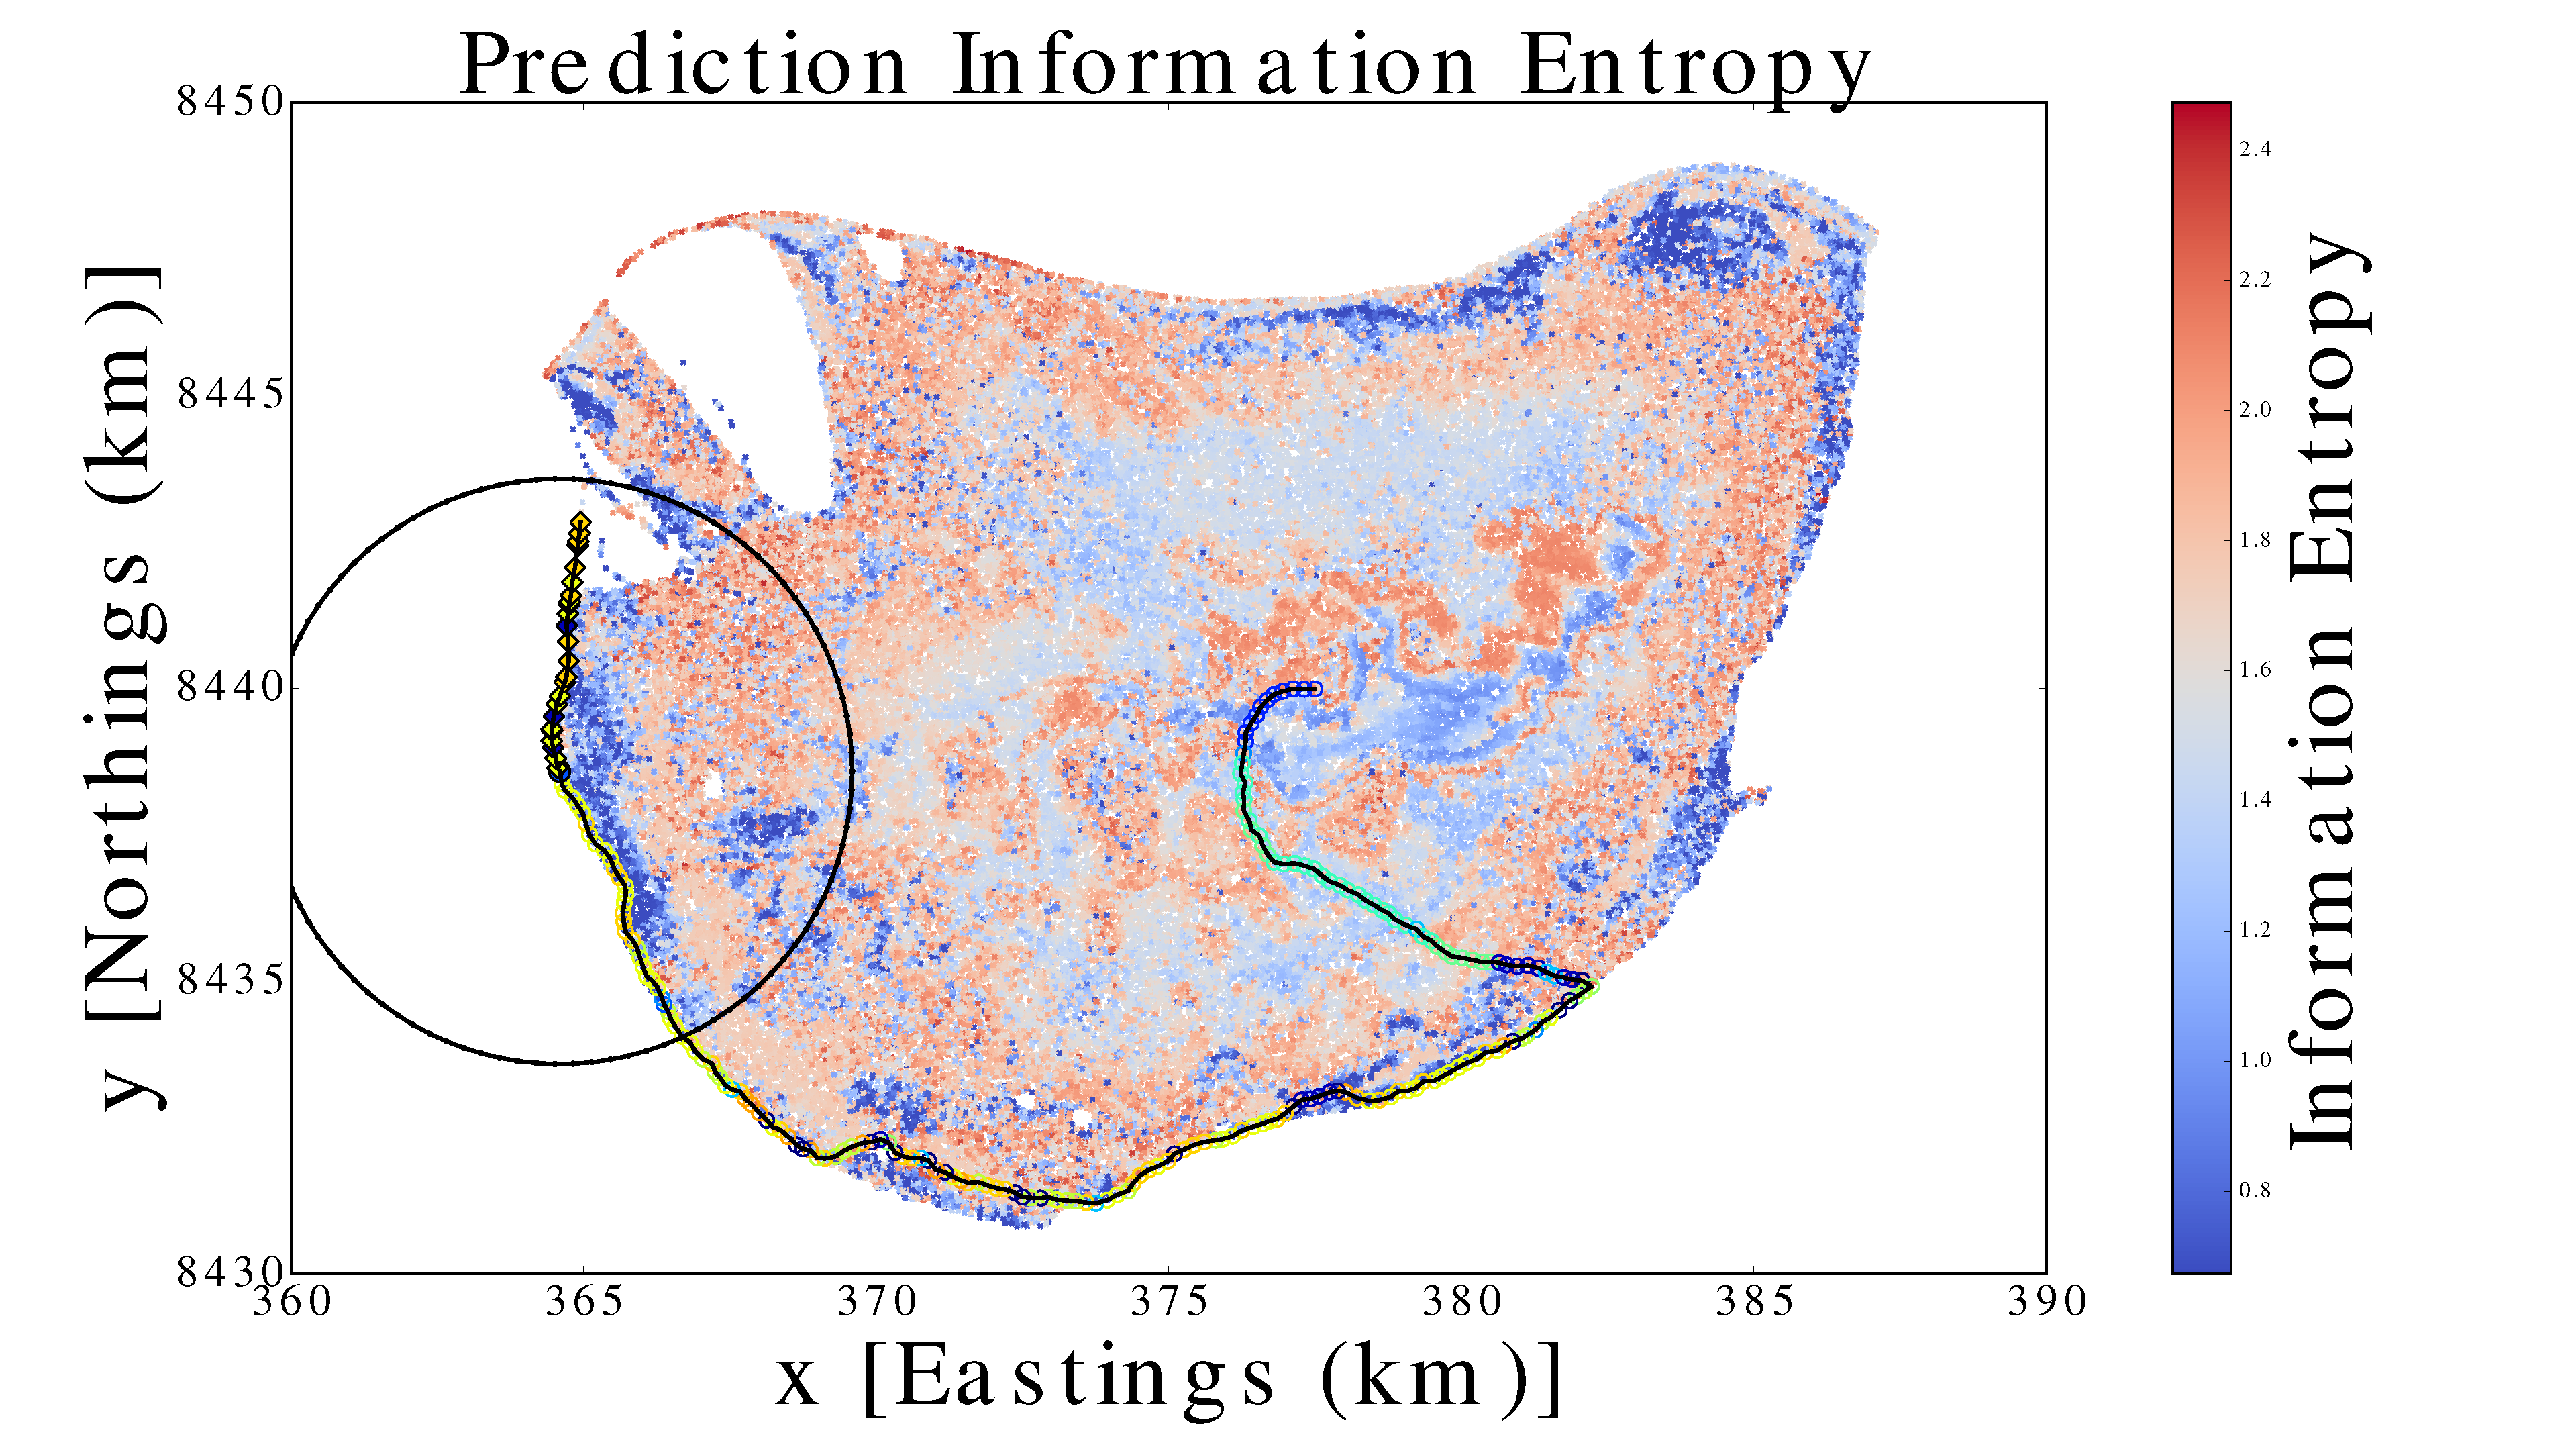 Prediction Information Entropy
8450
8445
8440
8435
8430
y [Northings (km)]
360 365 370 375 380 385 390
x [Eastings (km)]
2.4
2.2
2.0
1.8
1.6
1.4
1.2
1.0
0.8
Information Entropy